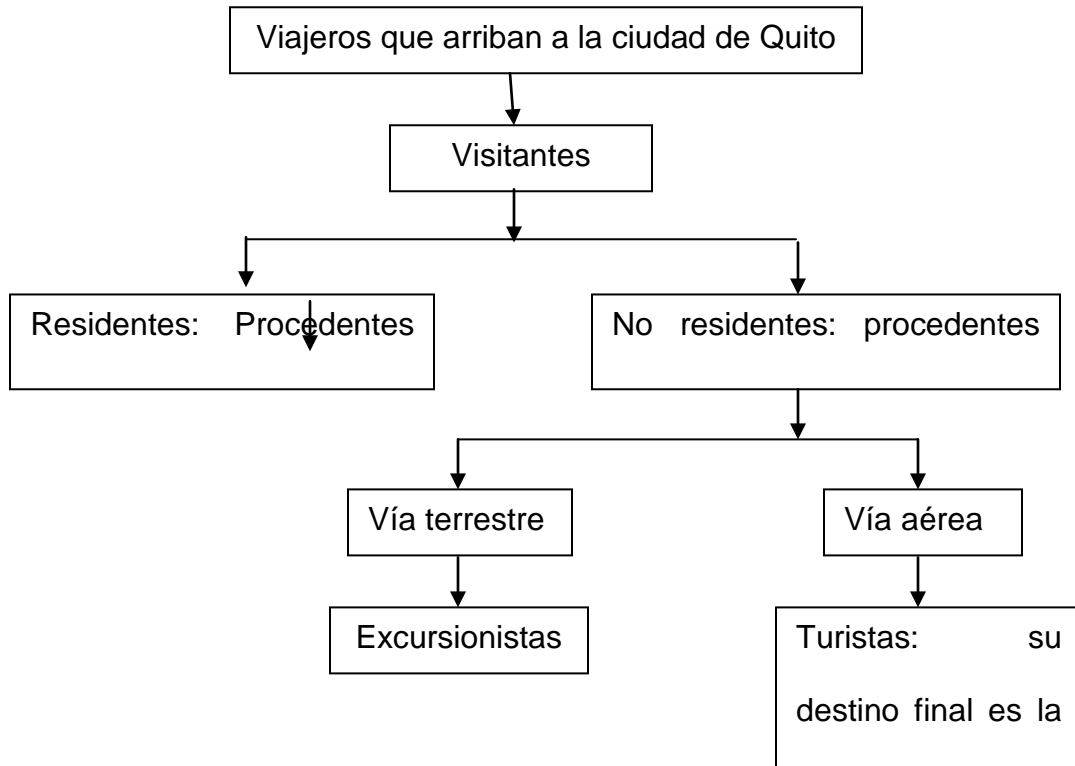 Viajeros que arriban a la ciudad de Quito
Visitantes
Residentes: Procedentes
No residentes: procedentes
Vía terrestre
Vía aérea
Excursionistas
Turistas: su
destino final es la